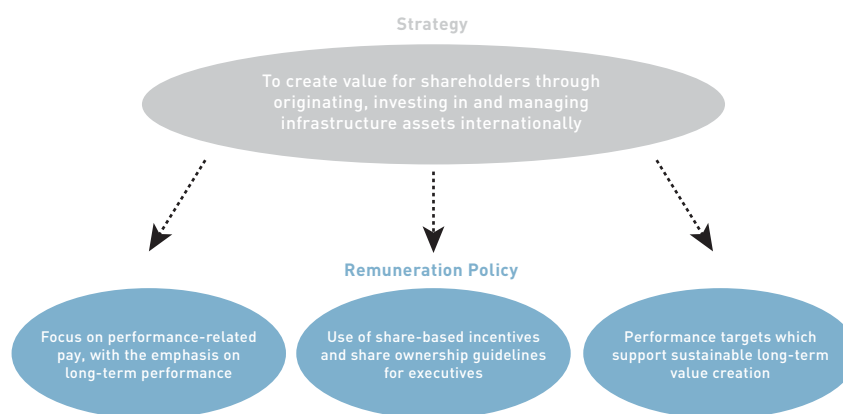 Strategy
To create value for shareholders through
originating, investing in and managing
infrastructure assets internationally
Remuneration Policy
Focus on performance-related
pay, with the emphasis on
long-term performance
Use of share-based incentives
and share ownership guidelines
for executives
Performance targets which
support sustainable long-term
value creation